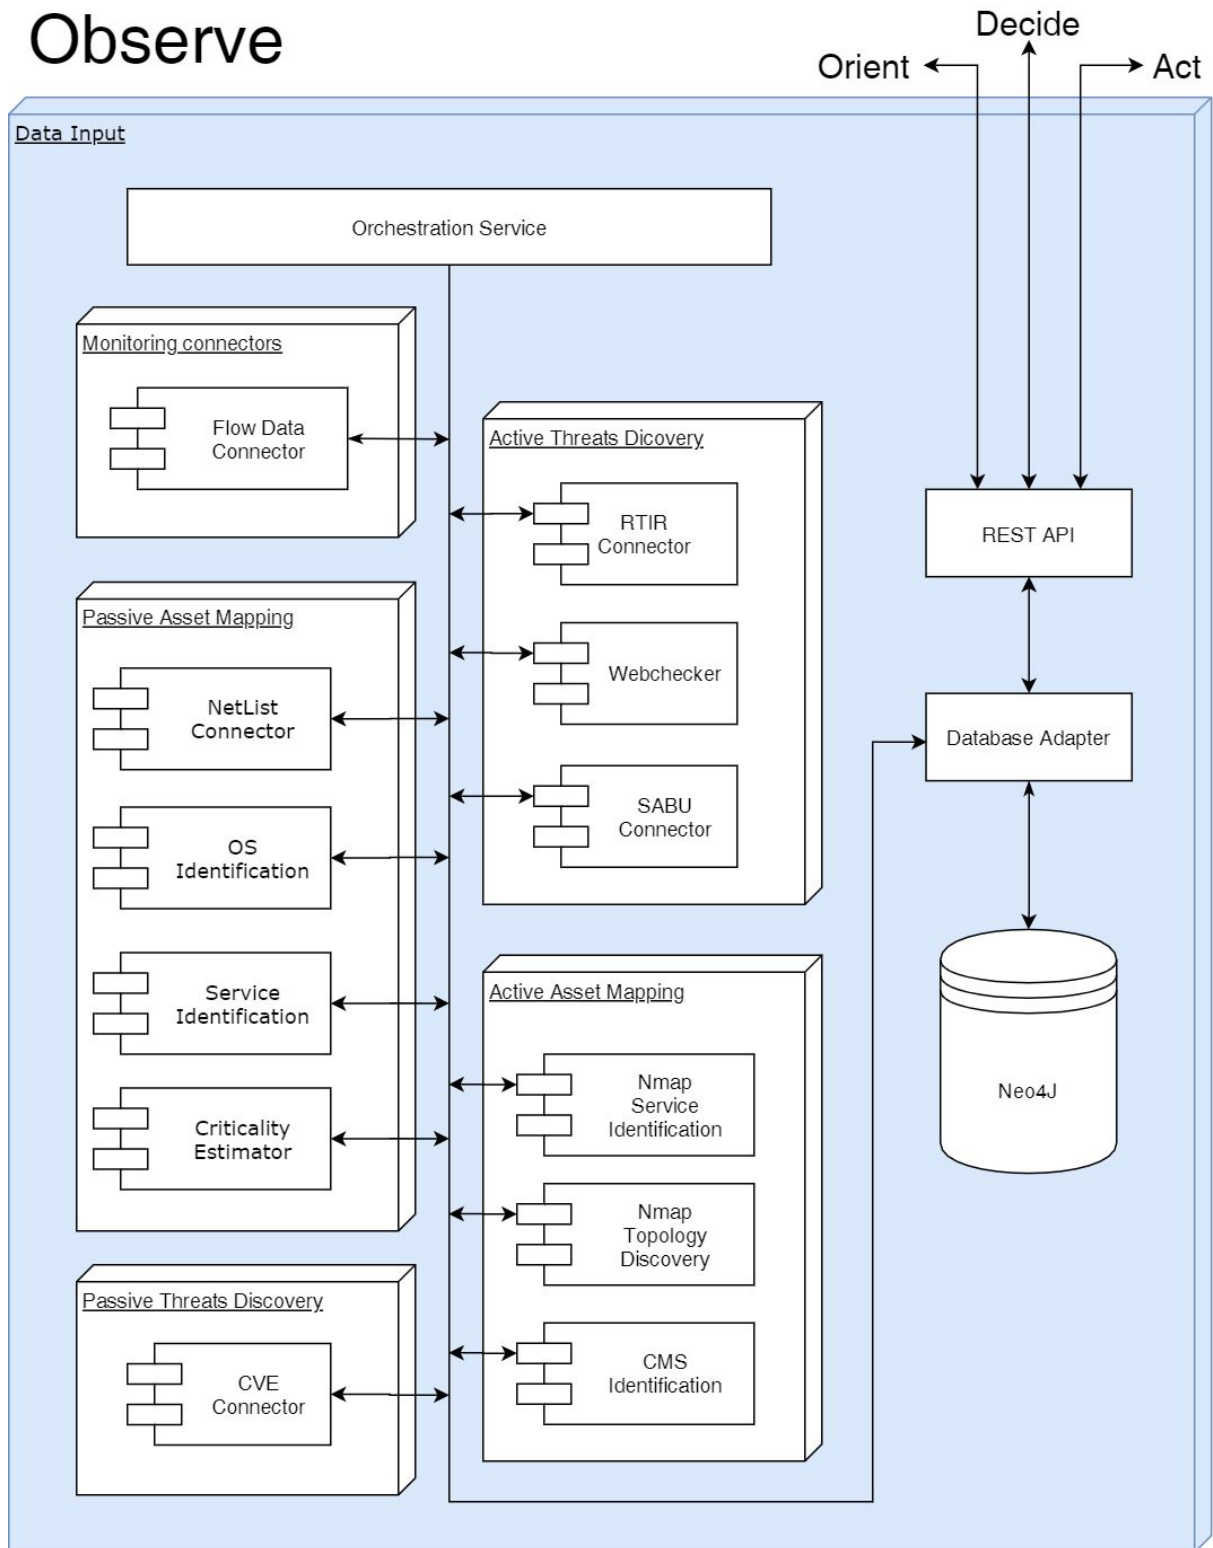 Observe
Decide
Orient
Act
Data Input
Orchestration Service
Monitoring connectors
Flow Data
Connector
Active Threats Dicovery
RTIR
Connector
Webchecker
SABU
Connector
Passive Asset Mapping
NetList
Connector
OS
Identification
Service
Identification
Criticality
Estimator
Active Asset Mapping
Nmap
Service
Identification
Nmap
Topology
Discovery
CMS
Identification
Passive Threats Discovery
CVE
Connector
REST API
Database Adapter
Neo4J